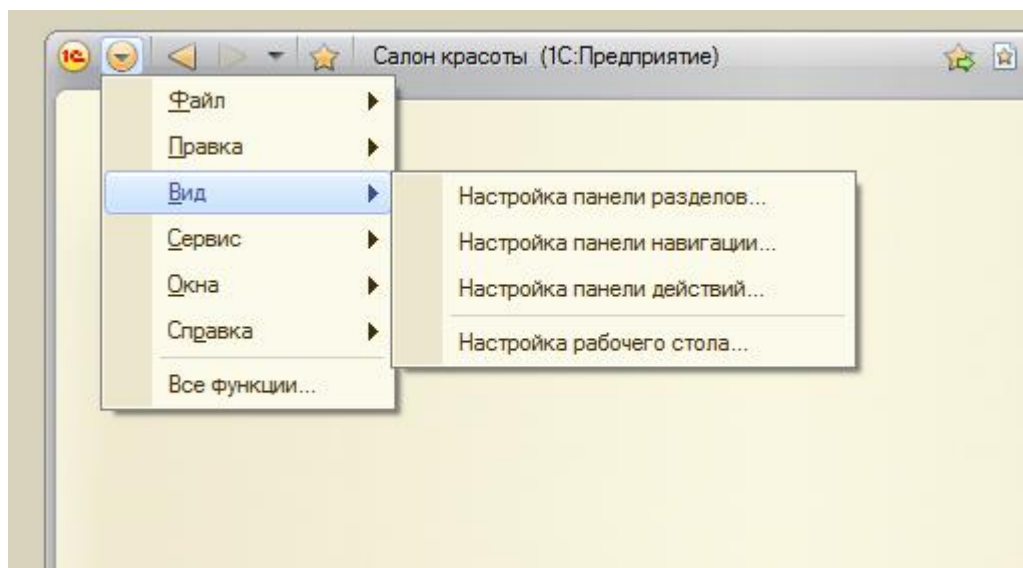 1С Салон красоты (1С:Предприятие)
Файл
Правка
Вид
Настройка панели разделов...
Настройка панели навигации...
Настройка панели действий...
Настройка рабочего стола...
Сервис
Окна
Справка
Все функции...